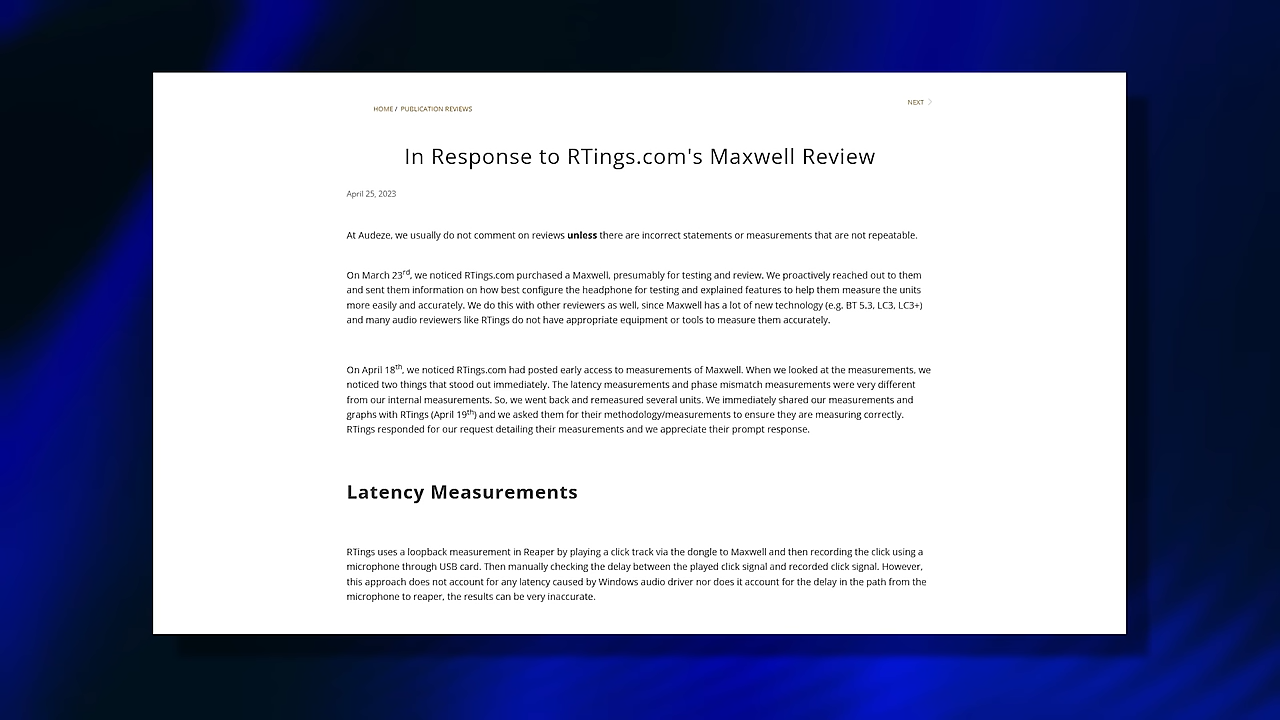 HOME / PUBLICATION REVIEWS
NEXT
In Response to RTings.com's Maxwell Review
April 25, 2023
At Audeze, we usually do not comment on reviews unless there are incorrect statements or measurements that are not repeatable.
On March 23rd, we noticed RTings.com purchased a Maxwell, presumably for testing and review. We proactively reached out to them
and sent them information on how best configure the headphone for testing and explained features to help them measure the units
more easily and accurately. We do this with other reviewers as well, since Maxwell has a lot of new technology (e.g. BT 5.3, LC3, LC3+)
and many audio reviewers like RTings do not have appropriate equipment or tools to measure them accurately.
On April 18th, we noticed RTings.com had posted early access to measurements of Maxwell. When we looked at the measurements, we
noticed two things that stood out immediately. The latency measurements and phase mismatch measurements were very different
from our internal measurements. So, we went back and remeasured several units. We immediately shared our measurements and
graphs with RTings (April 19th) and we asked them for their methodology/measurements to ensure they are measuring correctly.
RTings responded for our request detailing their measurements and we appreciate their prompt response.
Latency Measurements
RTings uses a loopback measurement in Reaper by playing a click track via the dongle to Maxwell and then recording the click using a
microphone through USB card. Then manually checking the delay between the played click signal and recorded click signal. However,
this approach does not account for any latency caused by Windows audio driver nor does it account for the delay in the path from the
microphone to reaper, the results can be very inaccurate.